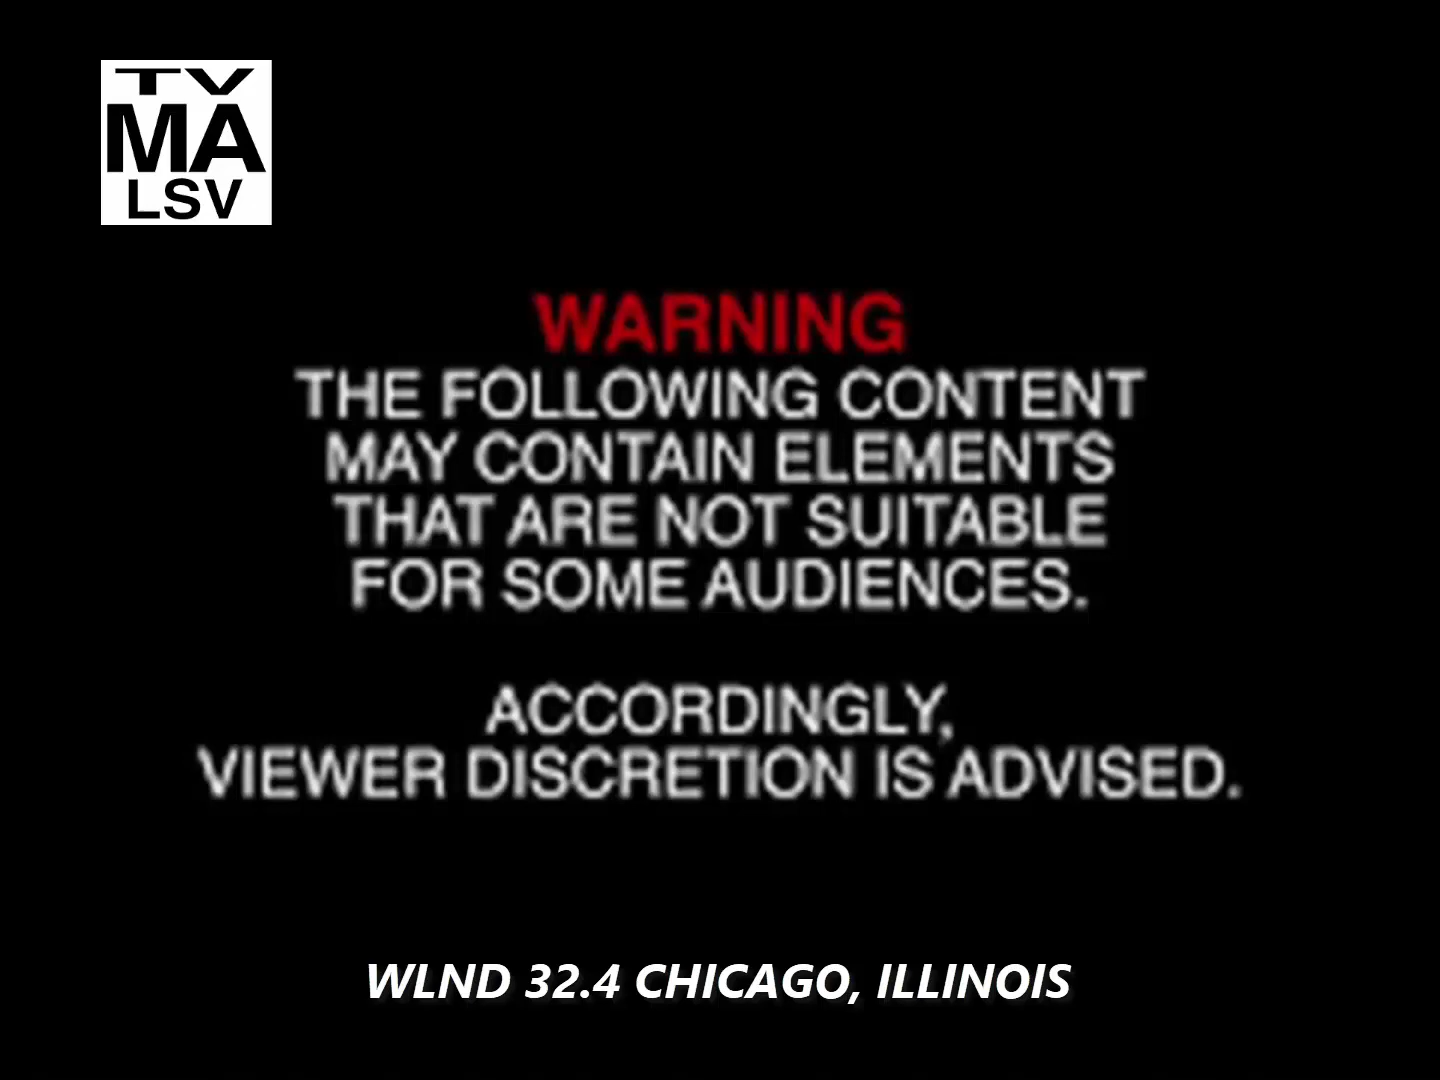 TV
MA
LSV
WARNING
THE FOLLOWING CONTENT
MAY CONTAIN ELEMENTS
THAT ARE NOT SUITABLE
FOR SOME AUDIENCES.
ACCORDINGLY,
VIEWER DISCRETION IS ADVISED.
WLND 32.4 CHICAGO, ILLINOIS